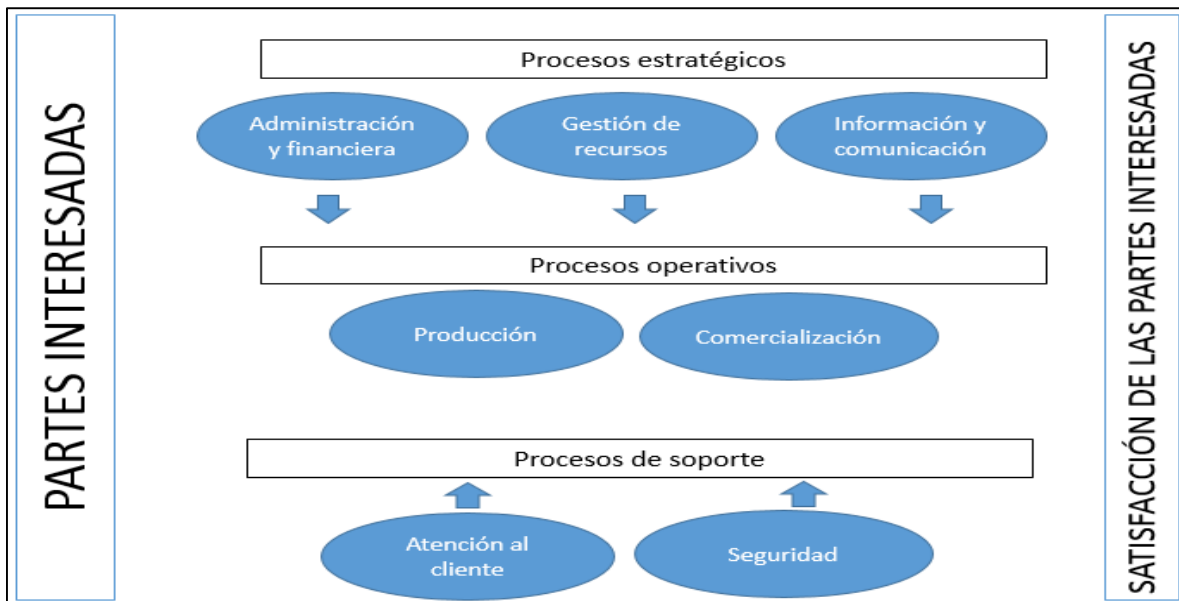 PARTES INTERESADAS
Procesos estratégicos
Administración
y financiera
Gestión de
recursos
Información y
comunicación
Procesos operativos
Producción
Comercialización
Procesos de soporte
Atención al
cliente
Seguridad
SATISFACCIÓN DE LAS PARTES INTERESADAS